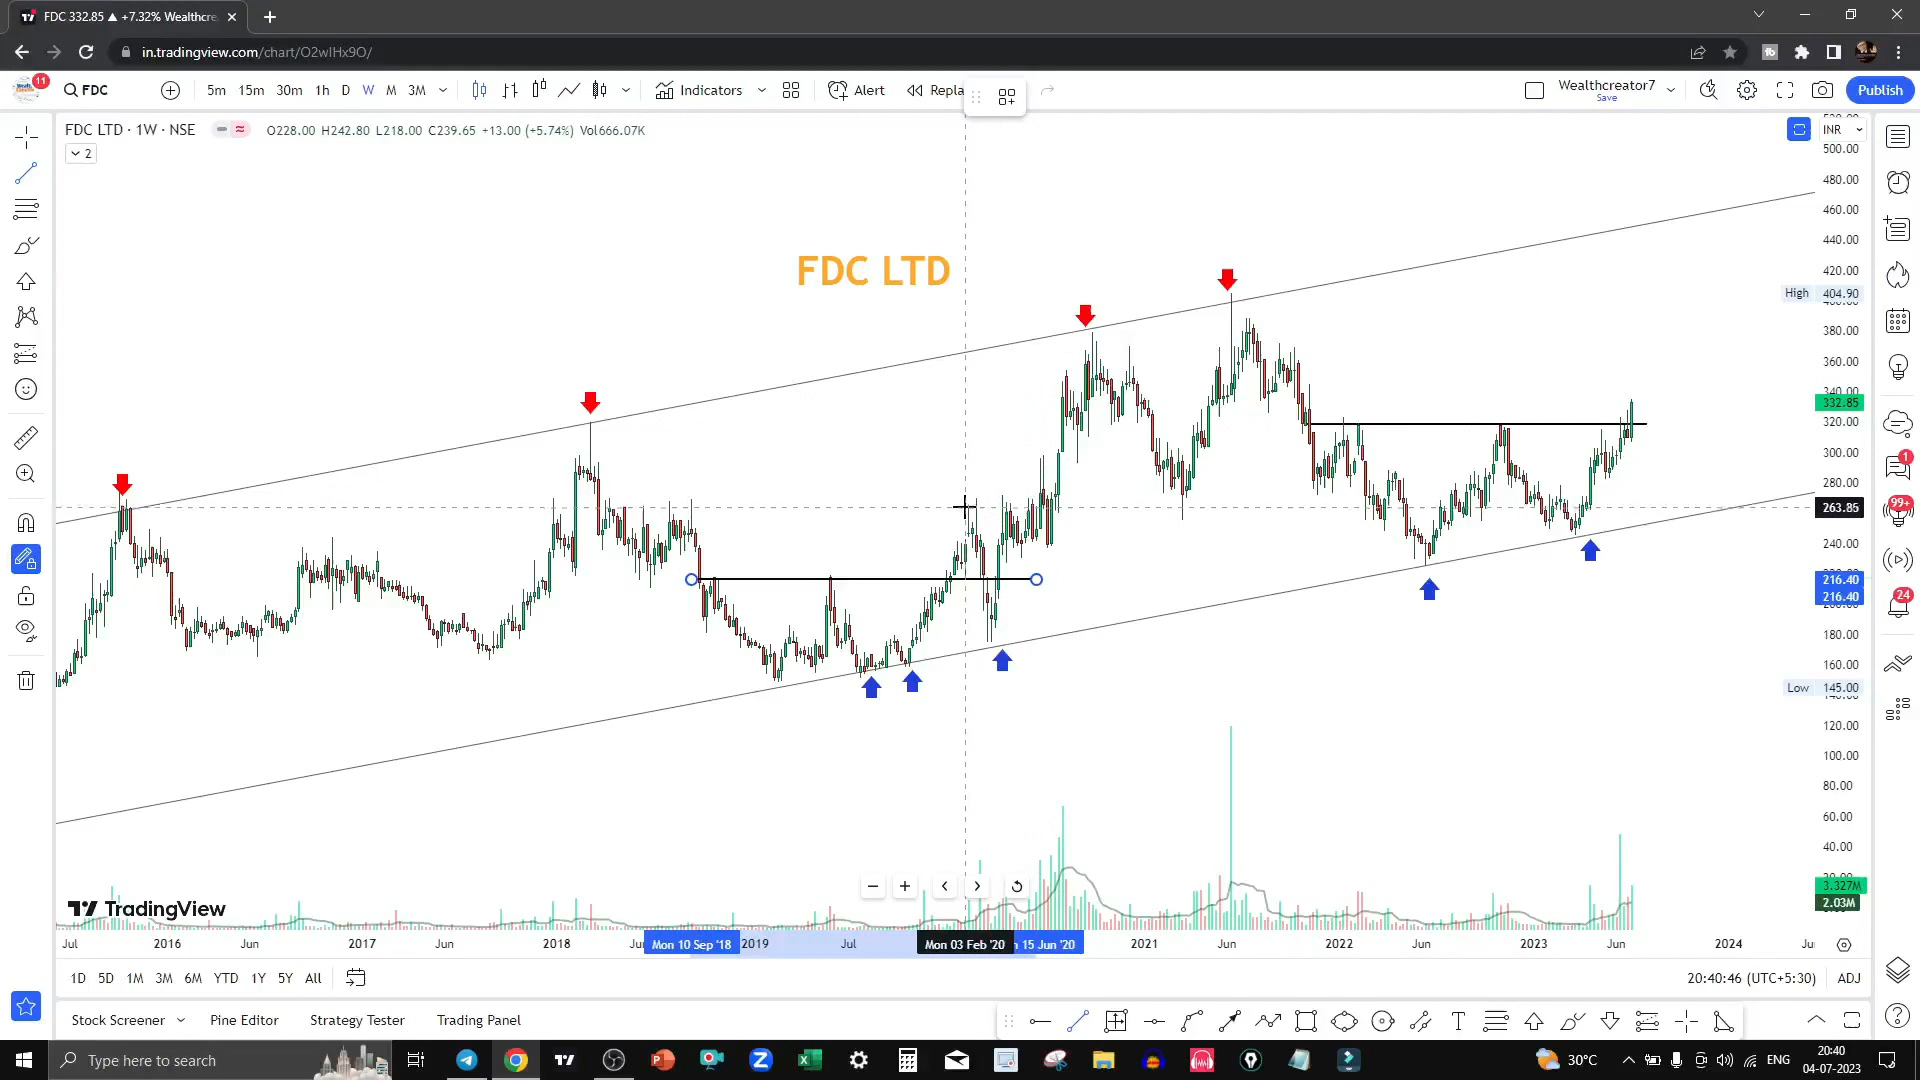 FDC 332.85 ▲ +7.32% Wealthcre
in.tradingview.com/chart/O2wIHx9O/
11
FDC
5m 15m 30m 1h D W M 3M
Indicators
Alert
Repla
Wealthcreator7
Save
Publish
FDC LTD · 1W · NSE
O228.00 H242.80 L218.00 C239.65 +13.00 (+5.74%) Vol666.07K
2
INR
500.00
480.00
460.00
440.00
420.00
FDC LTD
High 404.90
380.00
360.00
340.00
332.85
320.00
300.00
280.00
263.85
240.00
216.40
216.40
180.00
160.00
Low 145.00
120.00
100.00
80.00
60.00
40.00
3.327M
2.03M
1
99+
24
TradingView
Jul 2016 Jun 2017 Jun 2018 Mon 10 Sep '18 2019 Jul Mon 03 Feb '20 15 Jun '20 2021 Jun 2022 Jun 2023 Jun 2024
1D 5D 1M 3M 6M YTD 1Y 5Y All
20:40:46 (UTC+5:30) ADJ
Stock Screener Pine Editor Strategy Tester Trading Panel
Type here to search
30°C
ENG
20:40
04-07-2023